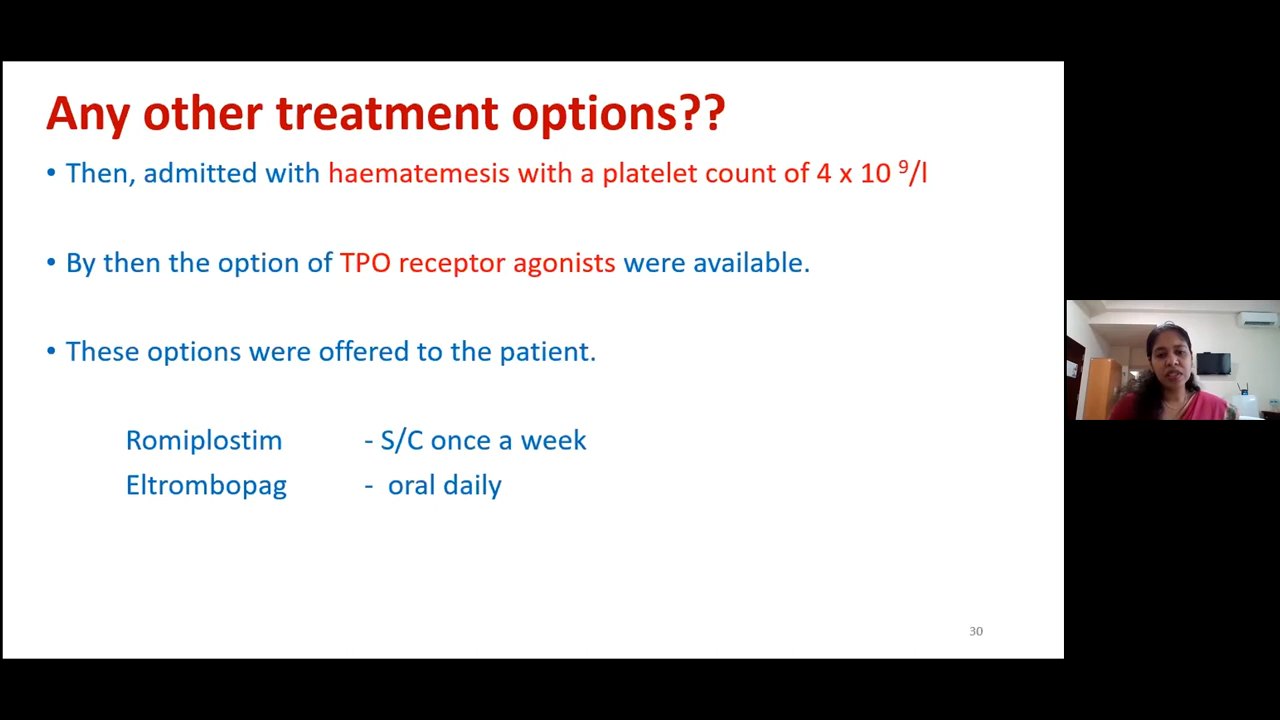 Any other treatment options??
• Then, admitted with haematemesis with a platelet count of 4 x 10 ⁹/l
• By then the option of TPO receptor agonists were available.
• These options were offered to the patient.
Romiplostim - S/C once a week
Eltrombopag - oral daily
30